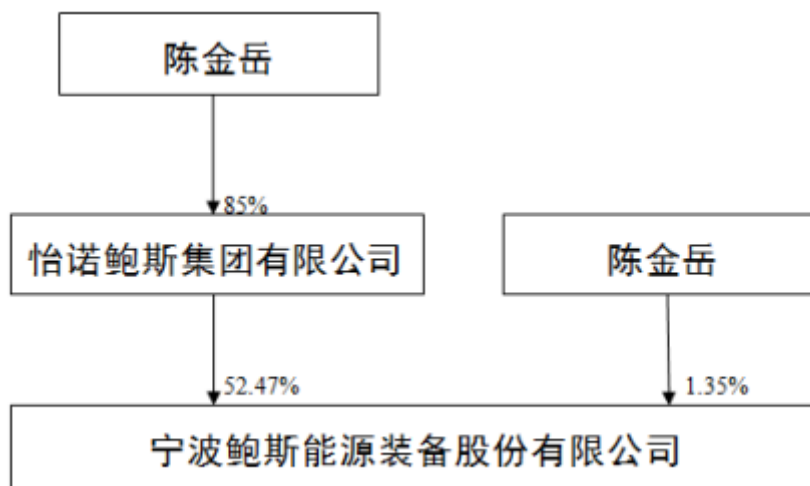 陈金岳
85%
怡诺鲍斯集团有限公司
陈金岳
52.47%
1.35%
宁波鲍斯能源装备股份有限公司